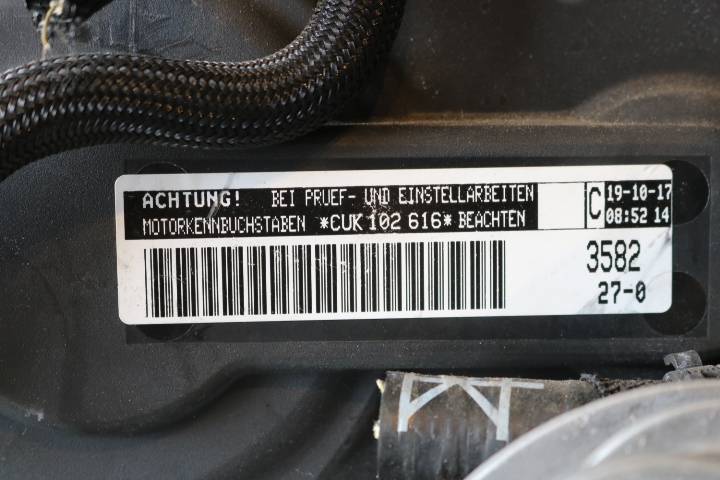 ACHTUNG! BEI PRUEF- UND EINSTELLARBEITEN
MOTORKENNBUCHSTABEN *CUK 102 616* BEACHTEN
C
19-10-17
08:52 14
3582
27-0